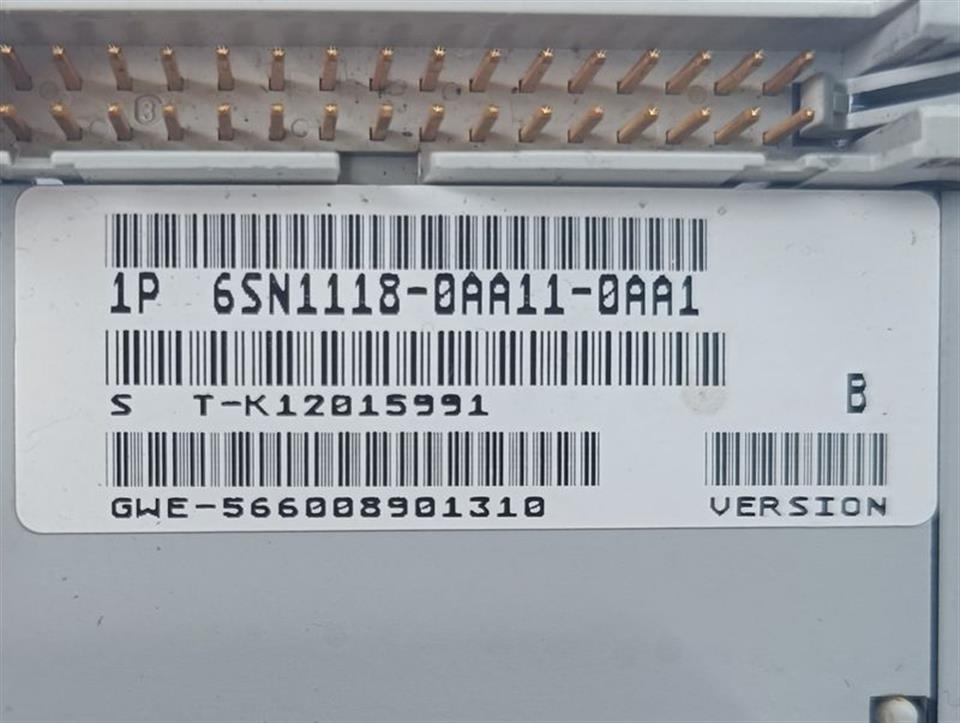 1P 6SN1118-0AA11-0AA1
S T-K12015991
B
GWE-566008901310
VERSION